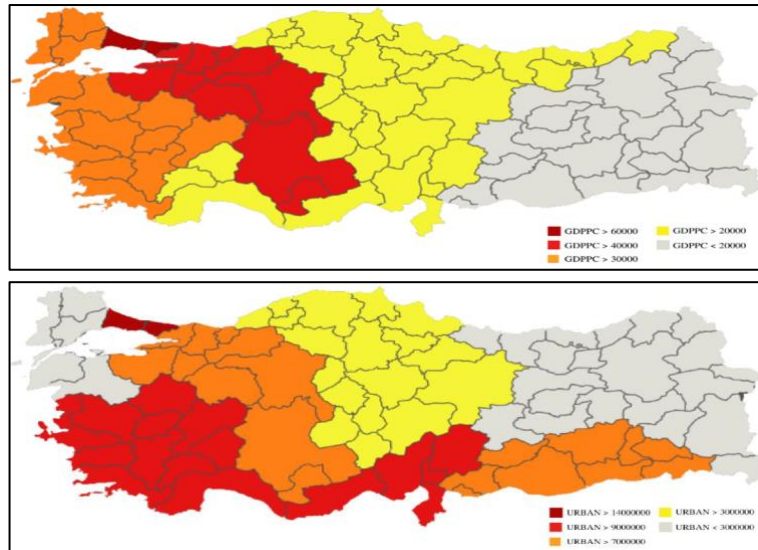 GDPPC > 60000 GDPPC > 20000
GDPPC > 40000 GDPPC < 20000
GDPPC > 30000
URBAN > 14000000 URBAN > 3000000
URBAN > 9000000 URBAN < 3000000
URBAN > 7000000